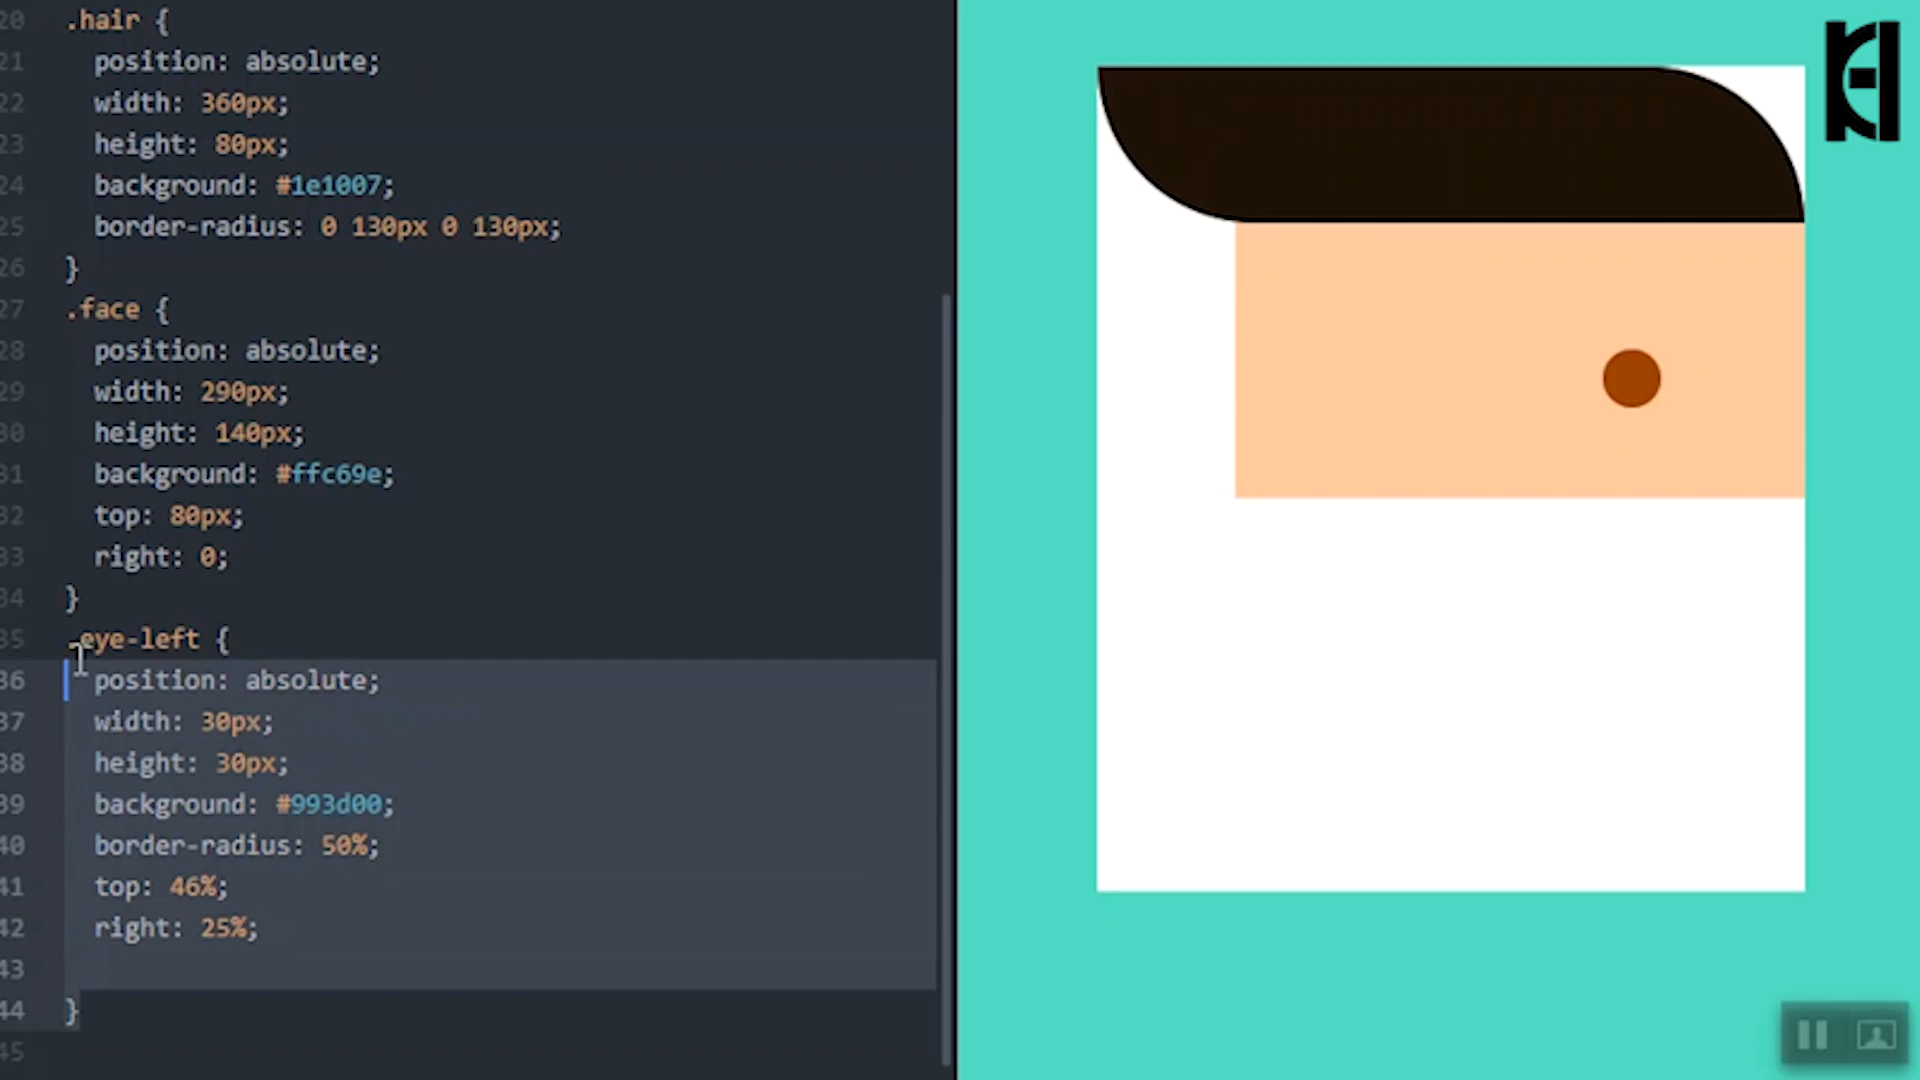 20 .hair {
21 position: absolute;
22 width: 360px;
23 height: 80px;
24 background: #1e1007;
25 border-radius: 0 130px 0 130px;
26 }
27 .face {
28 position: absolute;
29 width: 290px;
30 height: 140px;
31 background: #ffc69e;
32 top: 80px;
33 right: 0;
34 }
35 .eye-left {
36 position: absolute;
37 width: 30px;
38 height: 30px;
39 background: #993d00;
40 border-radius: 50%;
41 top: 46%;
42 right: 25%;
43
44 }
45